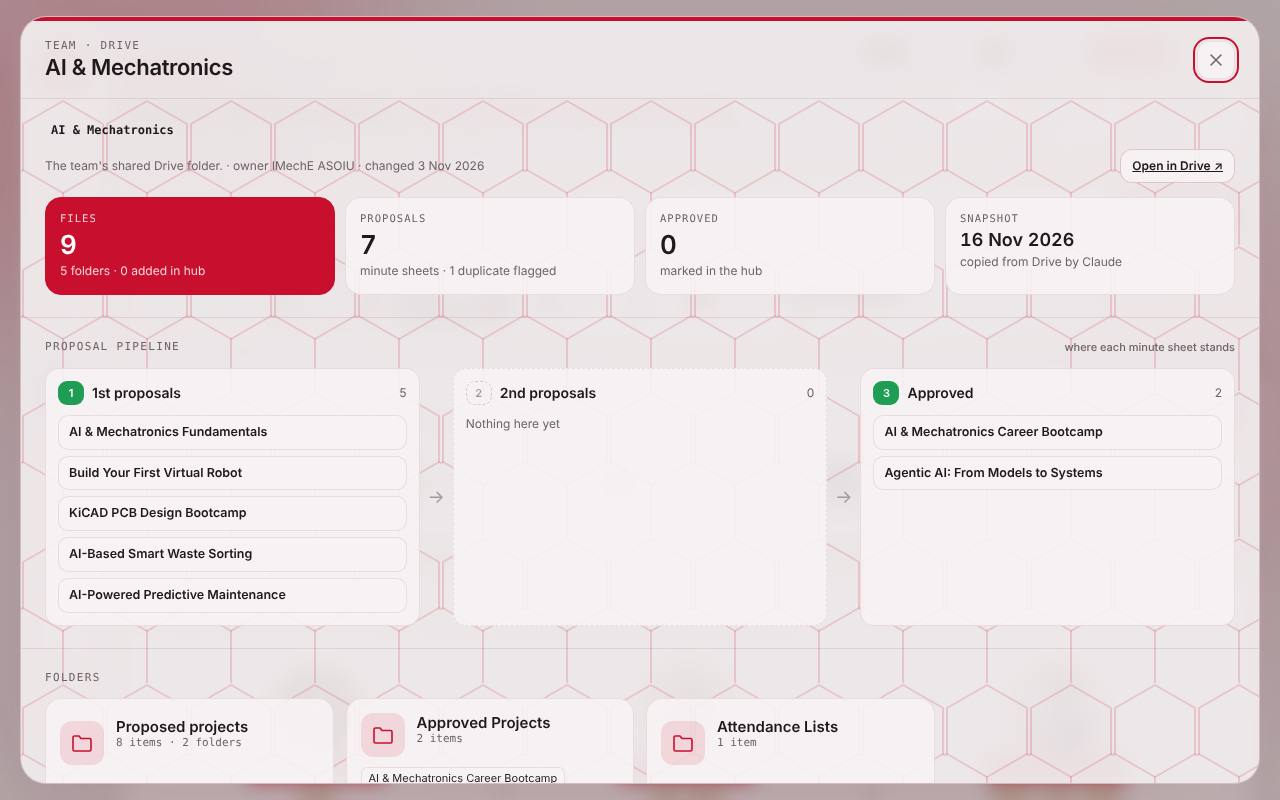 TEAM · DRIVE
AI & Mechatronics
AI & Mechatronics
The team's shared Drive folder. · owner IMechE ASOIU · changed 3 Nov 2026
Open in Drive ↗
FILES
9
5 folders · 0 added in hub
PROPOSALS
7
minute sheets · 1 duplicate flagged
APPROVED
0
marked in the hub
SNAPSHOT
16 Nov 2026
copied from Drive by Claude
PROPOSAL PIPELINE
where each minute sheet stands
1 1st proposals 5
AI & Mechatronics Fundamentals
Build Your First Virtual Robot
KiCAD PCB Design Bootcamp
AI-Based Smart Waste Sorting
AI-Powered Predictive Maintenance
→
2 2nd proposals 0
Nothing here yet
→
3 Approved 2
AI & Mechatronics Career Bootcamp
Agentic AI: From Models to Systems
FOLDERS
Proposed projects
8 items · 2 folders
Approved Projects
2 items
AI & Mechatronics Career Bootcamp
Attendance Lists
1 item